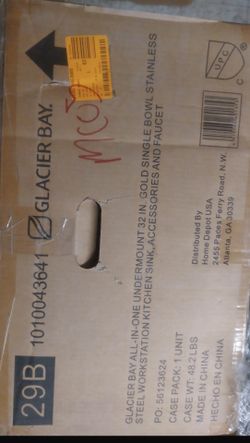 29B
1010043641 GLACIER BAY.
MCOS
GLACIER BAY ALL-IN-ONE UNDERMOUNT 32 IN. GOLD SINGLE BOWL STAINLESS
STEEL WORKSTATION KITCHEN SINK, ACCESSORIES AND FAUCET
PO: 56123624
CASE PACK: 1 UNIT
CASE WT: 48.2 LBS
MADE IN CHINA
HECHO EN CHINA
Distributed By
Home Depot USA
2455 Paces Ferry Road, N.W.
Atlanta, GA 30339
UPC
C